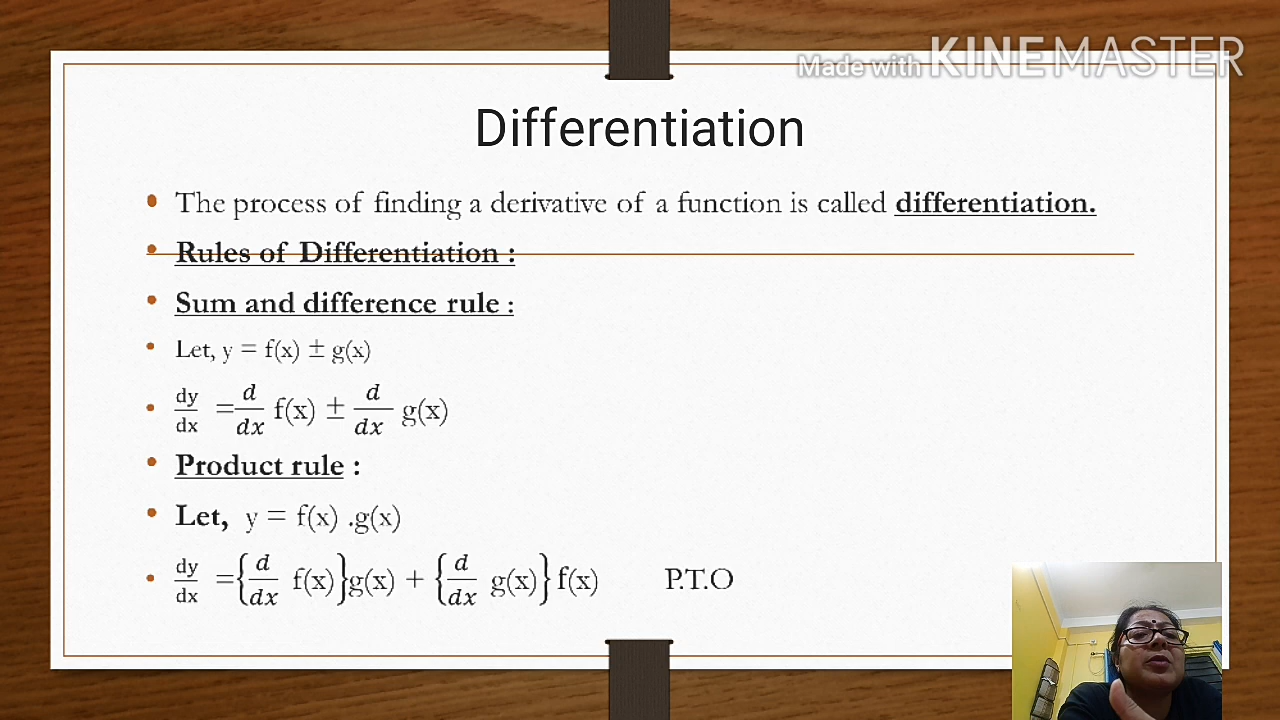 Made with KINEMASTER
Differentiation
• The process of finding a derivative of a function is called differentiation.
• Rules of Differentiation :
• Sum and difference rule :
• Let, y = f(x) ± g(x)
• dy/dx = d/dx f(x) ± d/dx g(x)
• Product rule :
• Let, y = f(x) .g(x)
• dy/dx = {d/dx f(x)}g(x) + {d/dx g(x)} f(x) P.T.O